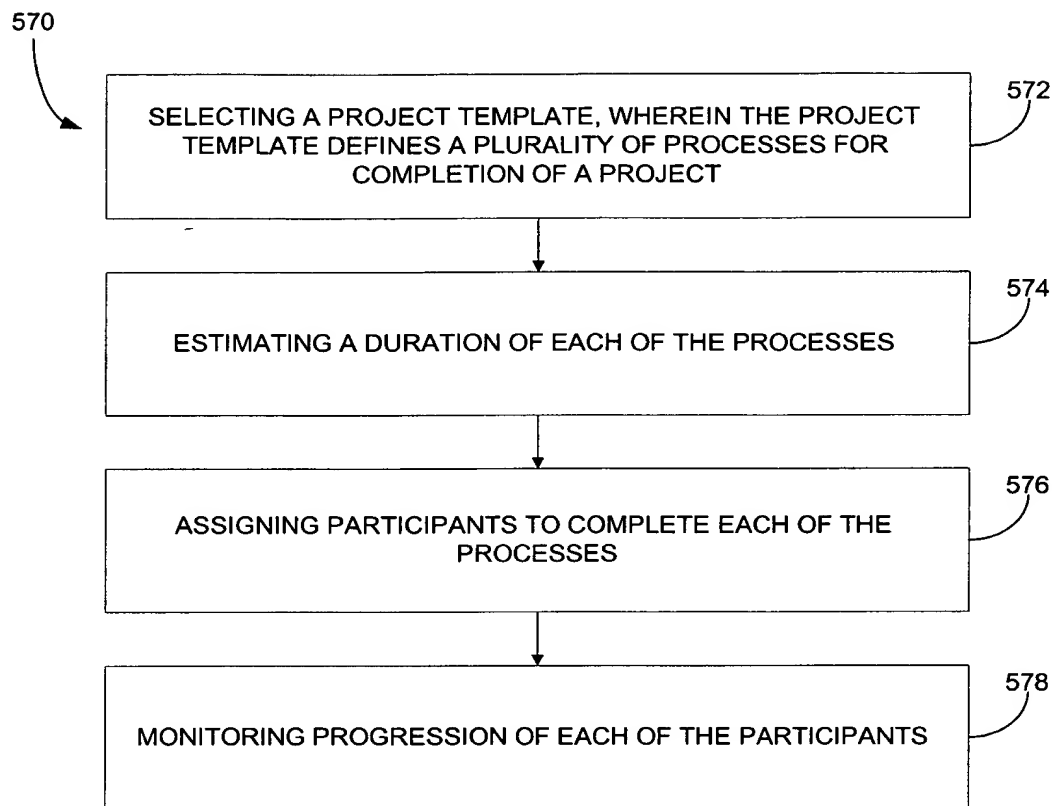 570
572
SELECTING A PROJECT TEMPLATE, WHEREIN THE PROJECT
TEMPLATE DEFINES A PLURALITY OF PROCESSES FOR
COMPLETION OF A PROJECT
574
ESTIMATING A DURATION OF EACH OF THE PROCESSES
576
ASSIGNING PARTICIPANTS TO COMPLETE EACH OF THE
PROCESSES
578
MONITORING PROGRESSION OF EACH OF THE PARTICIPANTS